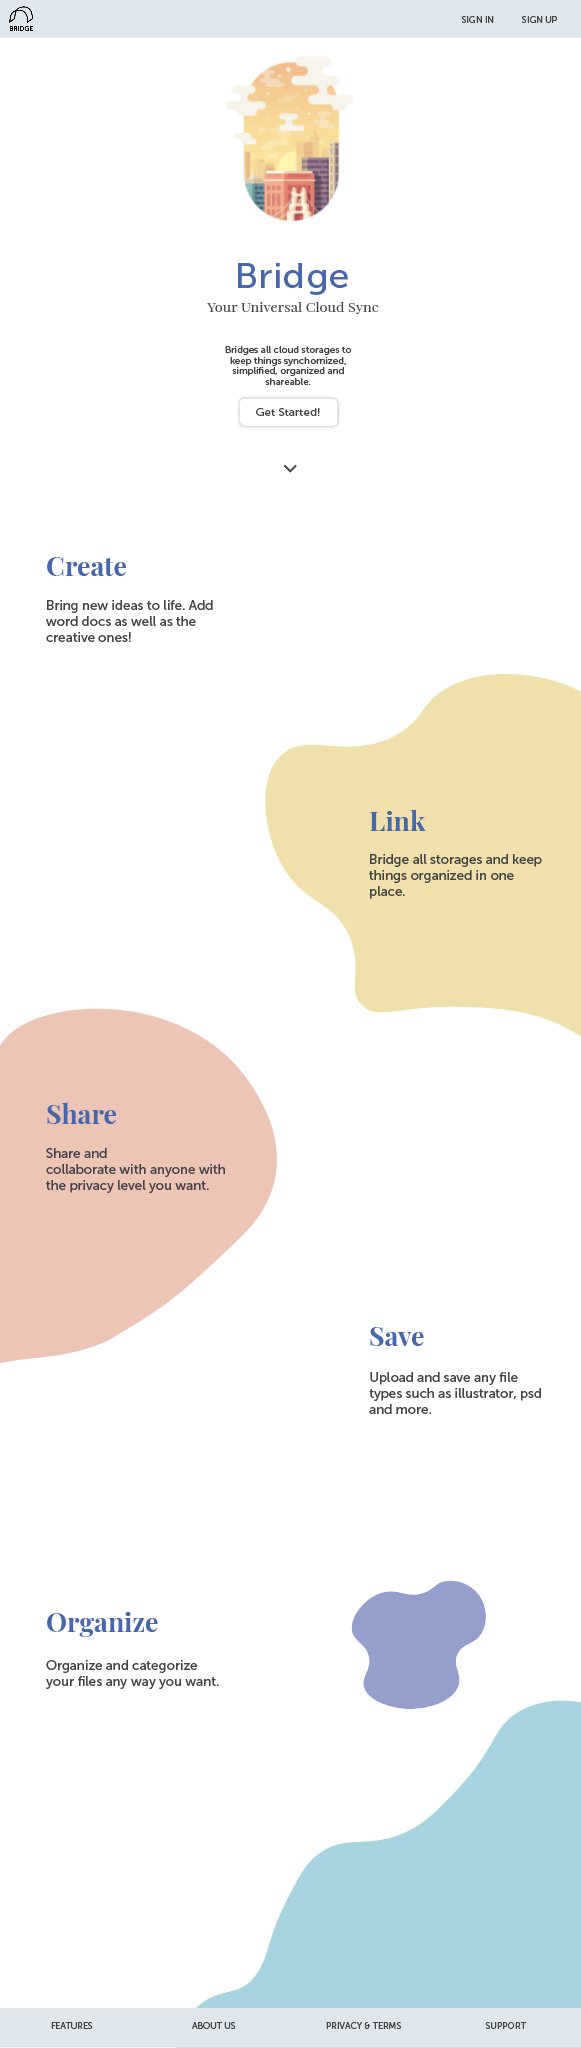 BRIDGE
SIGN IN
SIGN UP
Bridge
Your Universal Cloud Sync
Bridges all cloud storages to
keep things synchornized,
simplified, organized and
shareable.
Get Started!
Create
Bring new ideas to life. Add
word docs as well as the
creative ones!
Link
Bridge all storages and keep
things organized in one
place.
Share
Share and
collaborate with anyone with
the privacy level you want.
Save
Upload and save any file
types such as illustrator, psd
and more.
Organize
Organize and categorize
your files any way you want.
FEATURES
ABOUT US
PRIVACY & TERMS
SUPPORT